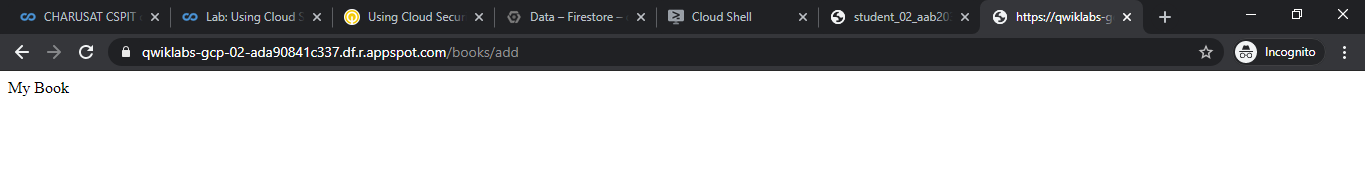 CHARUSAT CSPIT
Lab: Using Cloud S
Using Cloud Secur
Data – Firestore –
Cloud Shell
student_02_aab20
https://qwiklabs-g
qwiklabs-gcp-02-ada90841c337.df.r.appspot.com/books/add
Incognito
My Book